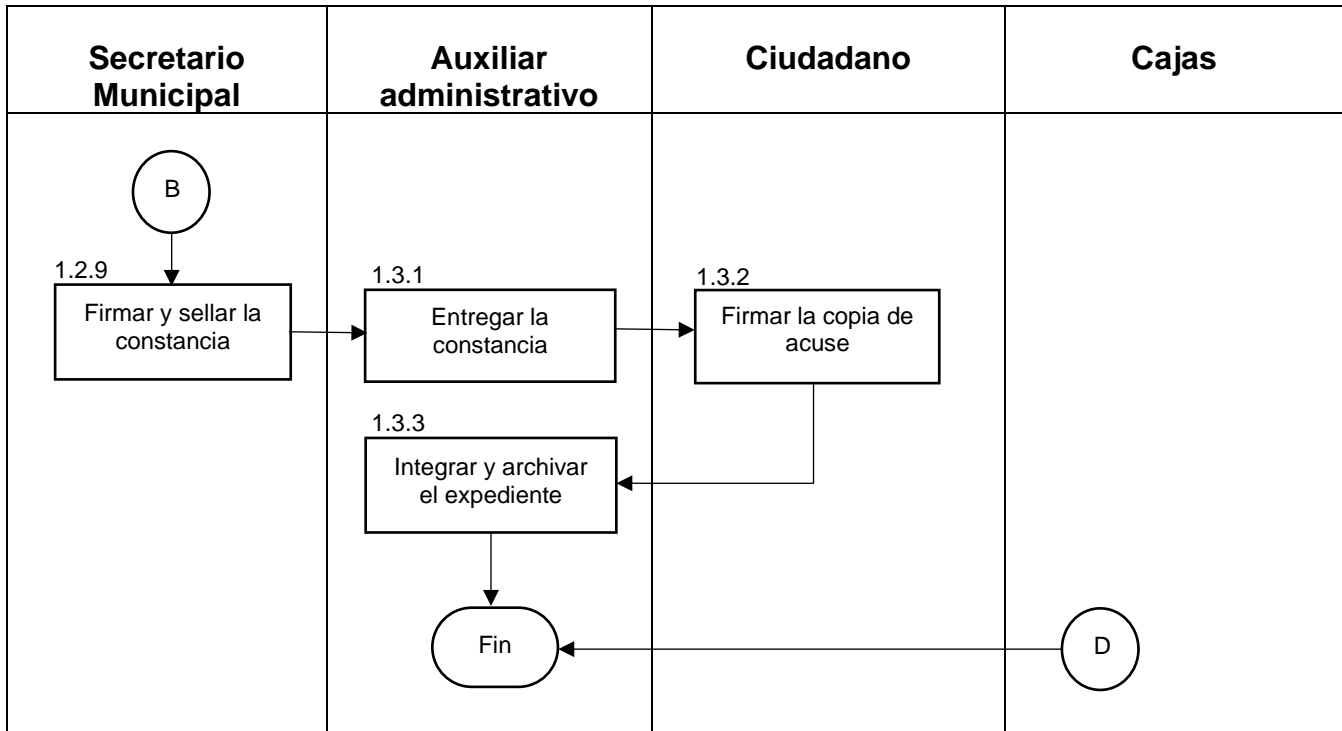 Secretario
Municipal
Auxiliar
administrativo
Ciudadano
Cajas
B
1.2.9
Firmar y sellar la
constancia
1.3.1
Entregar la
constancia
1.3.2
Firmar la copia de
acuse
1.3.3
Integrar y archivar
el expediente
Fin
D